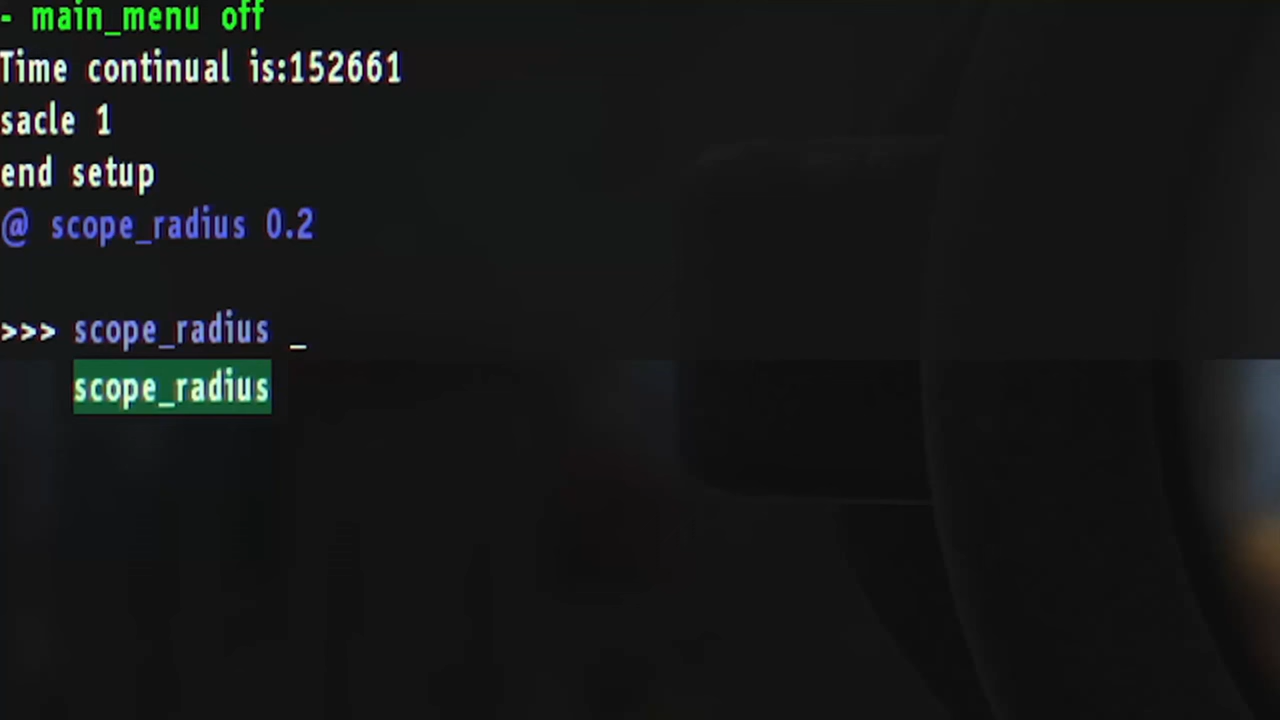 - main_menu off
Time continual is:152661
sacle 1
end setup
@ scope_radius 0.2
>>> scope_radius _
scope_radius